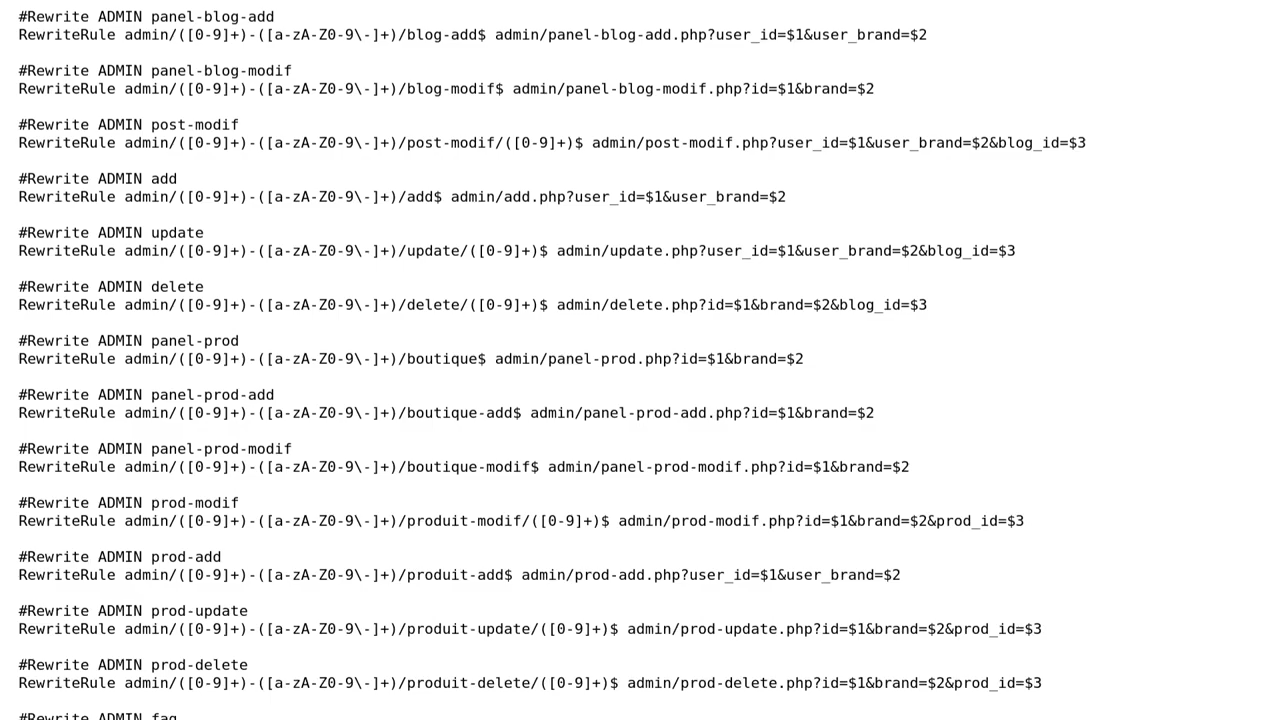 #Rewrite ADMIN panel-blog-add
RewriteRule admin/([0-9]+)-([a-zA-Z0-9\-]+)/blog-add$ admin/panel-blog-add.php?user_id=$1&user_brand=$2
#Rewrite ADMIN panel-blog-modif
RewriteRule admin/([0-9]+)-([a-zA-Z0-9\-]+)/blog-modif$ admin/panel-blog-modif.php?id=$1&brand=$2
#Rewrite ADMIN post-modif
RewriteRule admin/([0-9]+)-([a-zA-Z0-9\-]+)/post-modif/([0-9]+)$ admin/post-modif.php?user_id=$1&user_brand=$2&blog_id=$3
#Rewrite ADMIN add
RewriteRule admin/([0-9]+)-([a-zA-Z0-9\-]+)/add$ admin/add.php?user_id=$1&user_brand=$2
#Rewrite ADMIN update
RewriteRule admin/([0-9]+)-([a-zA-Z0-9\-]+)/update/([0-9]+)$ admin/update.php?user_id=$1&user_brand=$2&blog_id=$3
#Rewrite ADMIN delete
RewriteRule admin/([0-9]+)-([a-zA-Z0-9\-]+)/delete/([0-9]+)$ admin/delete.php?id=$1&brand=$2&blog_id=$3
#Rewrite ADMIN panel-prod
RewriteRule admin/([0-9]+)-([a-zA-Z0-9\-]+)/boutique$ admin/panel-prod.php?id=$1&brand=$2
#Rewrite ADMIN panel-prod-add
RewriteRule admin/([0-9]+)-([a-zA-Z0-9\-]+)/boutique-add$ admin/panel-prod-add.php?id=$1&brand=$2
#Rewrite ADMIN panel-prod-modif
RewriteRule admin/([0-9]+)-([a-zA-Z0-9\-]+)/boutique-modif$ admin/panel-prod-modif.php?id=$1&brand=$2
#Rewrite ADMIN prod-modif
RewriteRule admin/([0-9]+)-([a-zA-Z0-9\-]+)/produit-modif/([0-9]+)$ admin/prod-modif.php?id=$1&brand=$2&prod_id=$3
#Rewrite ADMIN prod-add
RewriteRule admin/([0-9]+)-([a-zA-Z0-9\-]+)/produit-add$ admin/prod-add.php?user_id=$1&user_brand=$2
#Rewrite ADMIN prod-update
RewriteRule admin/([0-9]+)-([a-zA-Z0-9\-]+)/produit-update/([0-9]+)$ admin/prod-update.php?id=$1&brand=$2&prod_id=$3
#Rewrite ADMIN prod-delete
RewriteRule admin/([0-9]+)-([a-zA-Z0-9\-]+)/produit-delete/([0-9]+)$ admin/prod-delete.php?id=$1&brand=$2&prod_id=$3
#Rewrite ADMIN